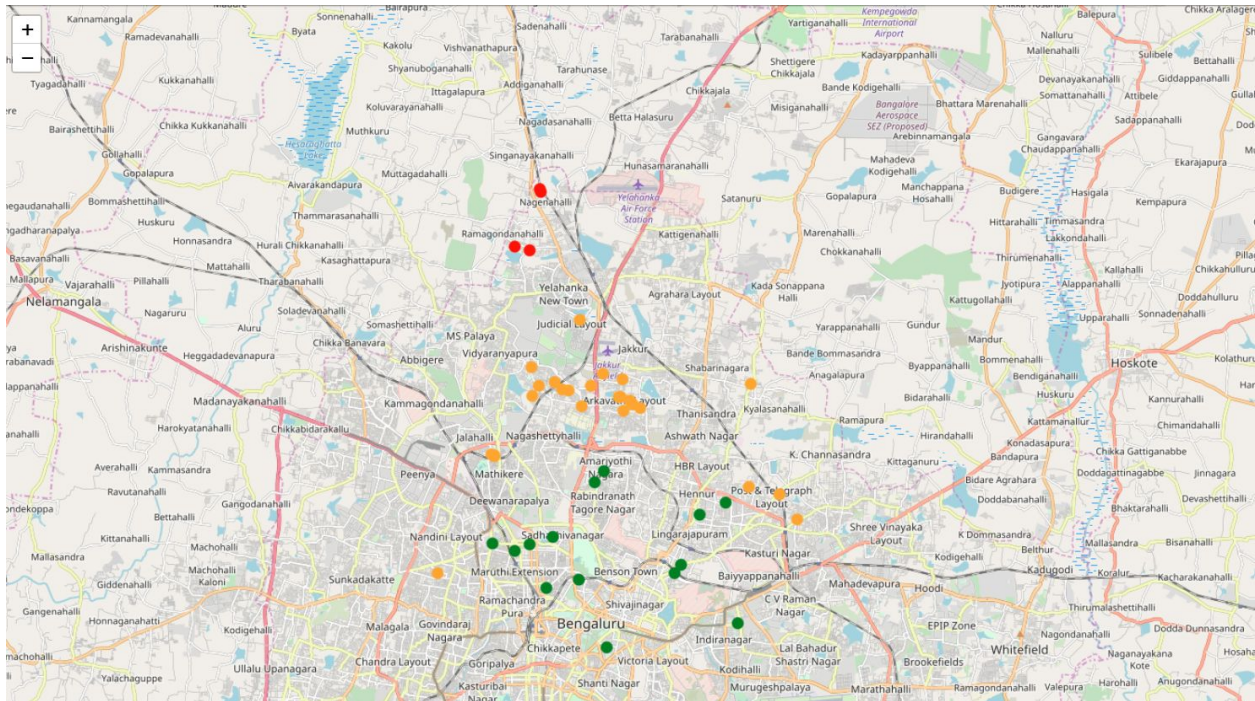 +
−
Kannamangala
Bairapura
Byata
Sonnenahalli
Ramadevanahalli
Kakolu
Vishvanathapura
Sadenahalli
Tarabanahalli
Yartiganahalli
Kempegowda
International
Airport
Balepura
Chikka Aralagere
Nalluru
Mallenahalli
Sulibele
Bettahalli
Shyanuboganahalli
Addiganahalli
Tarahunase
Shettigere
Chikkajala
Kadayarppanhalli
Tyagadahalli
Kukkanahalli
Ittagalapura
Chikkajala
Bande Kodigehalli
Devanayakanahalli
Somattanahalli
Giddappanahalli
Attibele
Koluvarayanahalli
Nagadasanahalli
Betta Halasuru
Misiganahalli
Bangalore
Aerospace
SEZ (Proposed)
Bhattara Marenahalli
Sadappanahalli
Bairashettihalli
Chikka Kukkanahalli
Muthkuru
Arebinnamangala
Gangavara
Chaudappanahalli
Gollahalli
Hesaraghatta
Lake
Singanayakanahalli
Hunasamaranahalli
Mahadeva
Kodigehalli
Ekarajapura
Gopalapura
Muttagadahalli
Aivarakandapura
Manchappana
Hosahalli
Budigere
Hasigala
Bommashettihalli
Nagenahalli
Yelahanka
Air Force
Station
Satanuru
Gopalapura
Kempapura
Huskuru
Thammarasanahalli
Hittarahalli
Timmasandra
Honnasandra
Hurali Chikkanahalli
Ramagondanahalli
Kattigenahalli
Marenahalli
Lakkondahalli
Basavanahalli
Mattahalli
Kasaghattapura
Chokkanahalli
Thirumenahalli
Mallapura
Vajarahalli
Pillahalli
Tharabanahalli
Kallahalli
Chikkahulluru
Nelamangala
Yelahanka
New Town
Agrahara Layout
Kada Sonappana
Halli
Jyotipura
Alappanahalli
Kattugollahalli
Doddahulluru
Nagaruru
Soladevanahalli
Aluru
Somashettihalli
Judicial Layout
Yarappanahalli
Gundur
Upparahalli
Sonnadenahalli
Arishinakunte
Chikka Banavara
MS Palaya
Mandur
Heggadadevanapura
Abbigere
Vidyaranyapura
Jakkur
Bande Bommasandra
Bommenahalli
Hoskote
Shabarinagara
Anagalapura
Byappanahalli
Bendiganahalli
Madanayakanahalli
Kammagondanahalli
Arkavathi Layout
Kyalasanahalli
Bidarahalli
Huskuru
Kannurahalli
Thanisandra
Ramapura
Kattamanallur
Chikkabidarakallu
Harokyatanahalli
Jalahalli
Nagashettyhalli
Ashwath Nagar
Hirandahalli
Chimandahalli
Konadasapura
Averahalli
Kammasandra
Peenya
Mathikere
Amarjyothi
Nagara
HBR Layout
K. Channasandra
Kittaganuru
Bandapura
Chikka Gattiganabbe
Bidare Agrahara
Doddagattinagabbe
Jinnagara
Ravutanahalli
Gangodanahalli
Deewanarapalya
Rabindranath
Tagore Nagar
Hennur
Post & Telegraph
Layout
Doddabanahalli
Devashettihalli
Bettahalli
Bhaktarahalli
Kittanahalli
Nandini Layout
Sadhashivanagar
Lingarajapuram
Shree Vinayaka
Layout
K Dommasandra
Mallasandra
Machohalli
Kasturi Nagar
Belthur
Mallasandra
Bisanahalli
Giddenahalli
Machohalli
Kaloni
Sunkadakatte
Maruthi Extension
Benson Town
Baiyyappanahalli
Kodigehalli
Kadugodi
Koralur
Kacharakanahalli
Mahadevapura
Hoodi
Gangenahalli
Honnaganahatti
Ramachandra
Pura
Shivajinagar
C V Raman
Nagar
Thirumalashettihalli
Kodigehalli
Malagala
Govindraj
Nagara
Bengaluru
Indiranagar
EPIP Zone
Nagondanahalli
Dodda Dunnasandra
Chikkapete
Lal Bahadur
Shastri Nagar
Whitefield
Ullalu Upanagara
Chandra Layout
Goripalya
Victoria Layout
Kodihalli
Brookefields
Naganayakana
Kote
Yalachaguppe
Kasturibai
Nagar
Shanti Nagar
Murugeshpalaya
Marathahalli
Ramagondanahalli
Valepura
Harohalli
Anugondanahalli